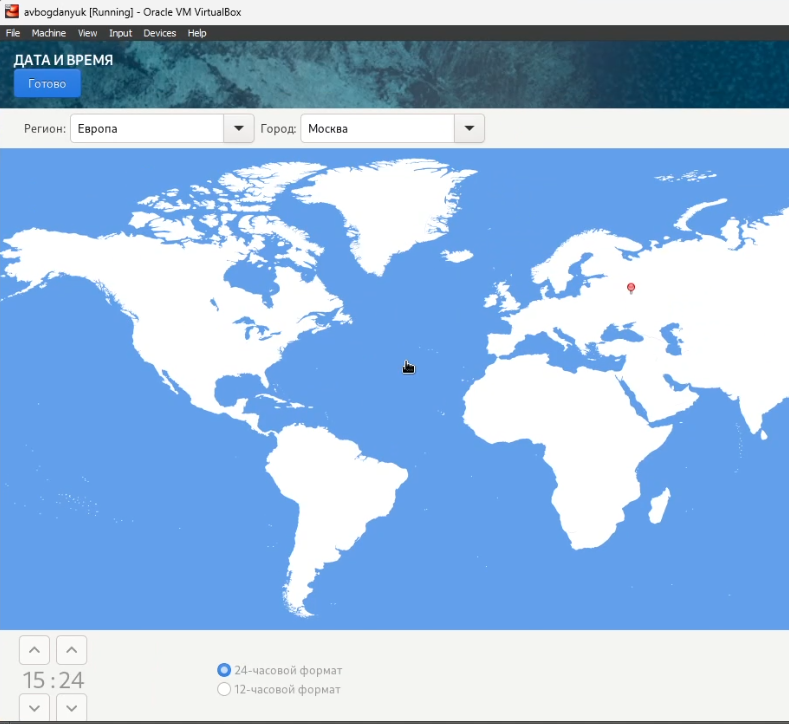 avbogdanyuk [Running] - Oracle VM VirtualBox
File Machine View Input Devices Help
ДАТА И ВРЕМЯ
Готово
Регион: Европа Город: Москва
15:24
24-часовой формат
12-часовой формат